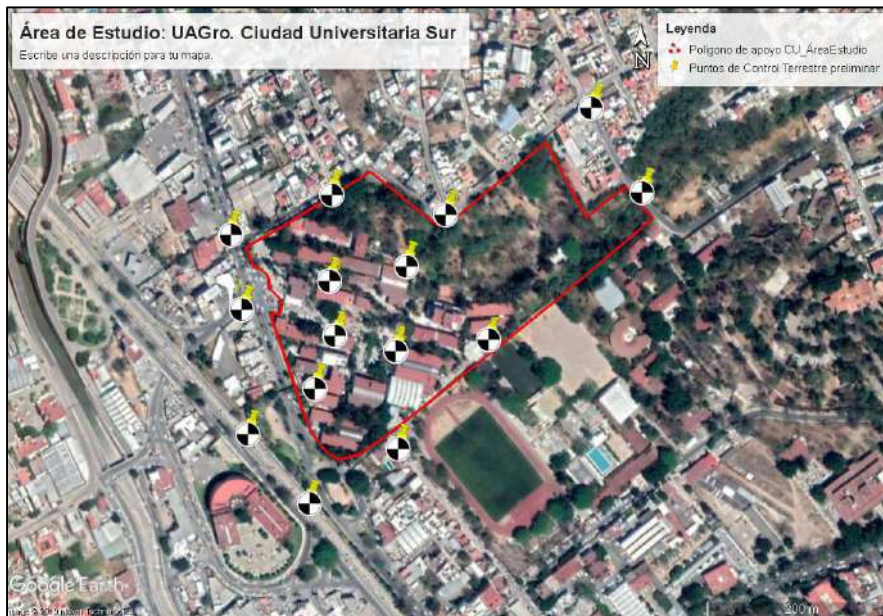 Área de Estudio: UAGro. Ciudad Universitaria Sur
Escribe una descripción para tu mapa.
Leyenda
Polígono de apoyo CU_ÁreaEstudio
Puntos de Control Terrestre preliminar
N
Google Earth
200 m